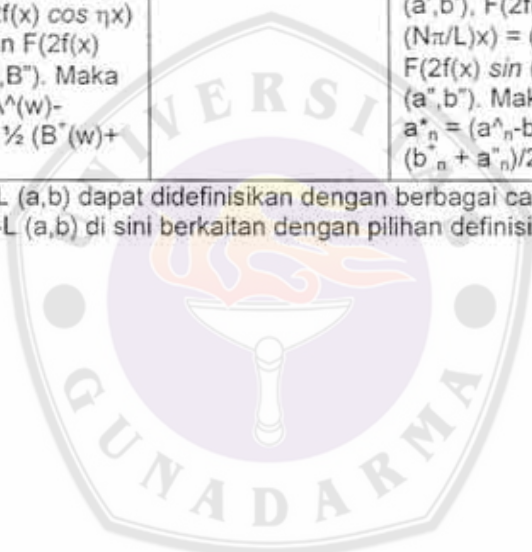 2f(x) cos ηx)
n F(2f(x)
,B"). Maka
^(w)-
½ (B^(w)+
(a^,b^), F(2f
(Nπ/L)x) =
F(2f(x) sin
(a",b"). Mak
a*n = (a^n-b
(b^n + a"n)/2
L (a,b) dapat didefinisikan dengan berbagai ca
-L (a,b) di sini berkaitan dengan pilihan definisi
UNIVERSITAS
GUNADARMA